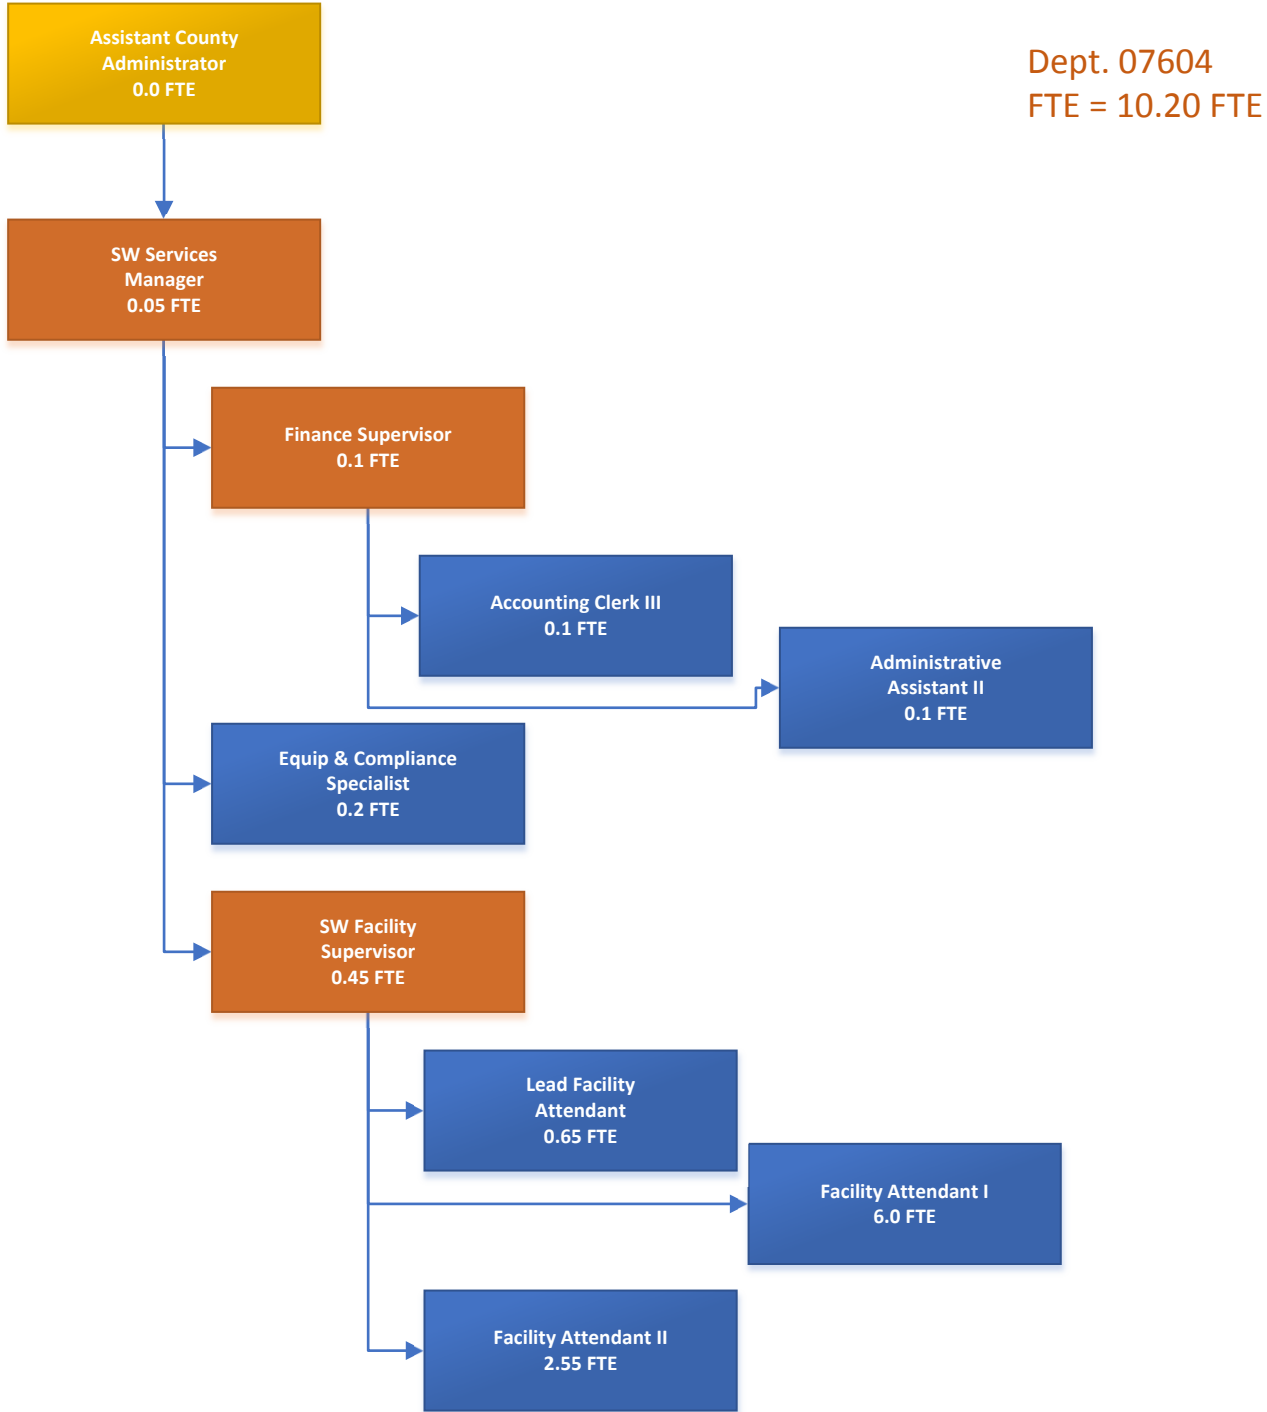 Assistant County
Administrator
0.0 FTE
Dept. 07604
FTE = 10.20 FTE
SW Services
Manager
0.05 FTE
Finance Supervisor
0.1 FTE
Accounting Clerk III
0.1 FTE
Administrative
Assistant II
0.1 FTE
Equip & Compliance
Specialist
0.2 FTE
SW Facility
Supervisor
0.45 FTE
Lead Facility
Attendant
0.65 FTE
Facility Attendant I
6.0 FTE
Facility Attendant II
2.55 FTE